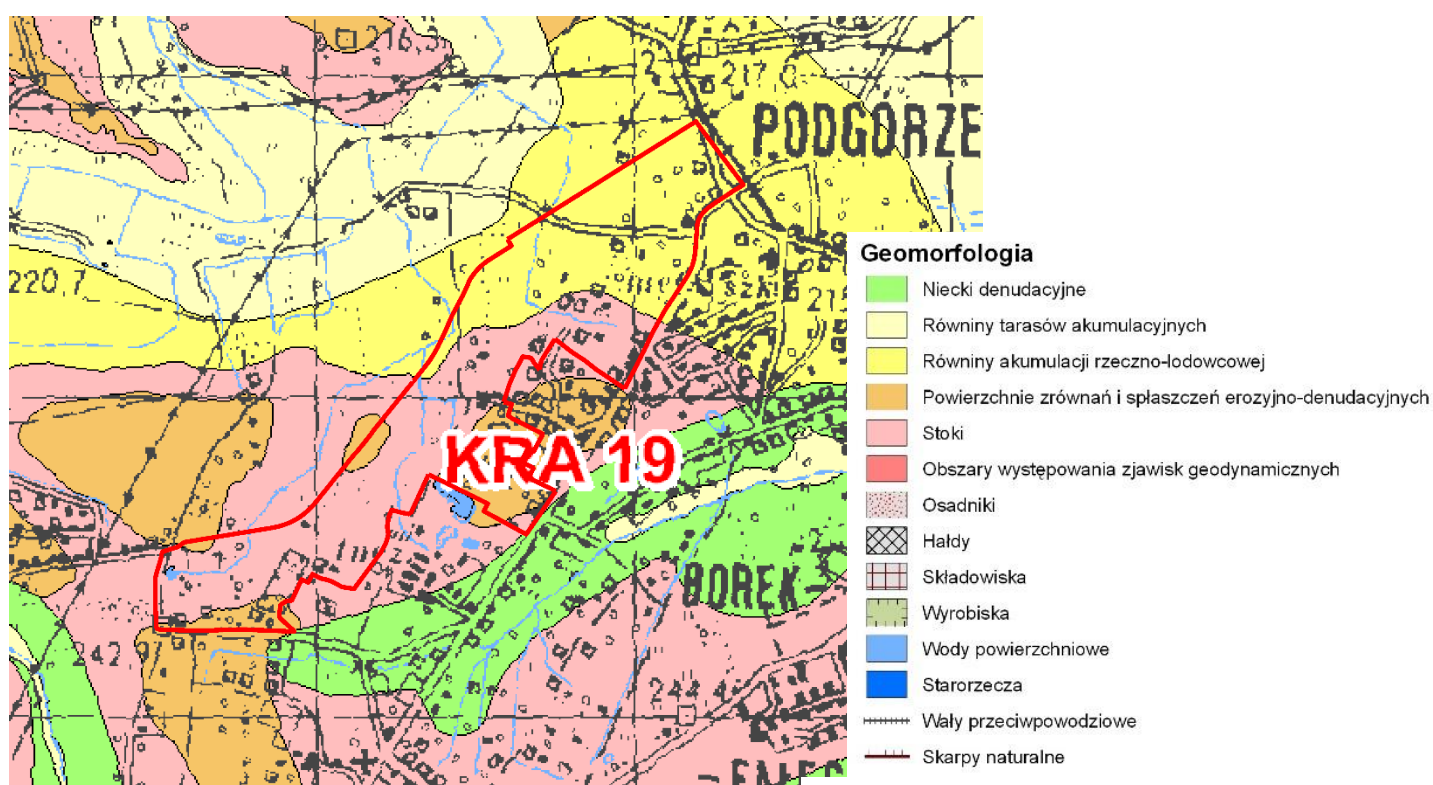 216,5
217,0
PODGÓRZE
220,7
KRA 19
BOREK
242,9
244,4
Geomorfologia
Niecki denudacyjne
Równiny tarasów akumulacyjnych
Równiny akumulacji rzeczno-lodowcowej
Powierzchnie zrównań i spłaszczeń erozyjno-denudacyjnych
Stoki
Obszary występowania zjawisk geodynamicznych
Osadniki
Hałdy
Składowiska
Wyrobiska
Wody powierzchniowe
Starorzecza
Wały przeciwpowodziowe
Skarpy naturalne